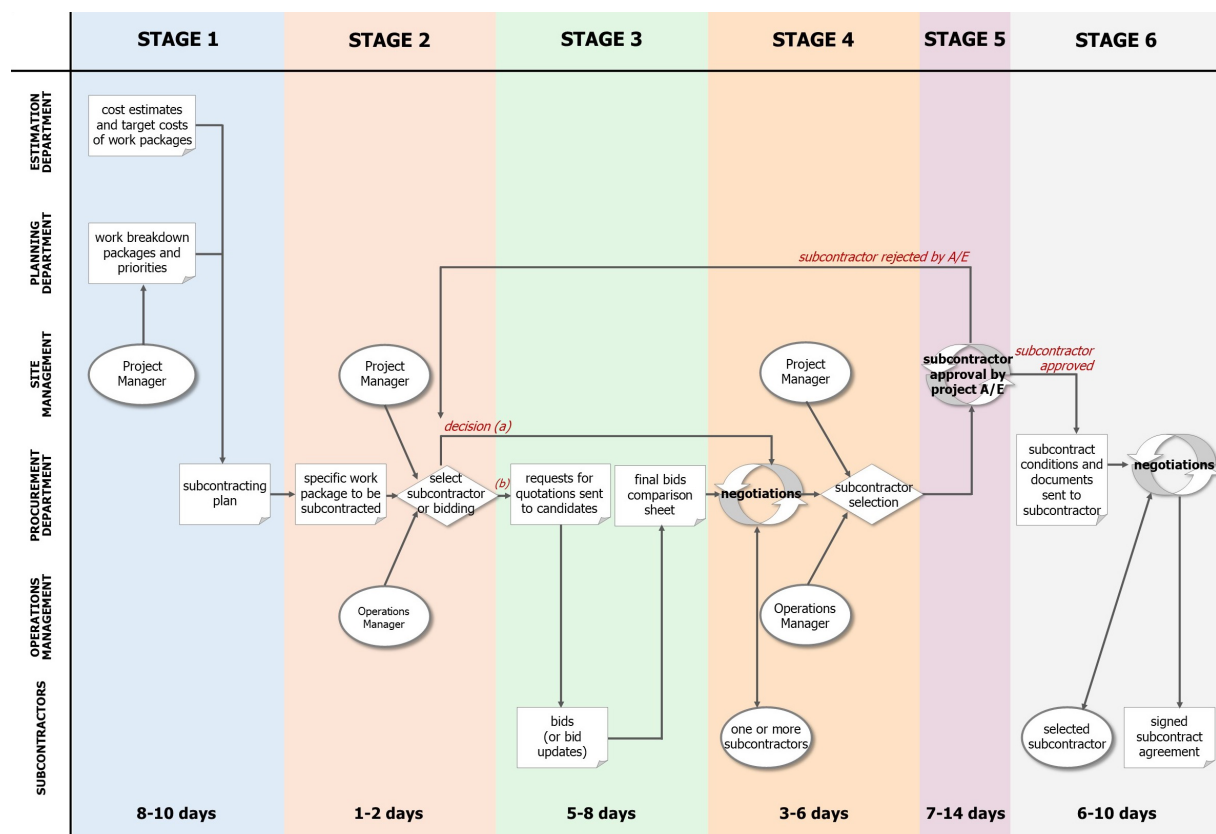 STAGE 1
STAGE 2
STAGE 3
STAGE 4
STAGE 5
STAGE 6
ESTIMATION
DEPARTMENT
cost estimates
and target costs
of work packages
PLANNING
DEPARTMENT
work breakdown
packages and
priorities
subcontractor rejected by A/E
SITE
MANAGEMENT
Project
Manager
Project
Manager
Project
Manager
subcontractor
approval by
project A/E
subcontractor
approved
decision (a)
PROCUREMENT
DEPARTMENT
subcontracting
plan
specific work
package to be
subcontracted
select
subcontractor
or bidding
(b)
requests for
quotations sent
to candidates
final bids
comparison
sheet
negotiations
subcontractor
selection
subcontract
conditions and
documents
sent to
subcontractor
negotiations
OPERATIONS
MANAGEMENT
Operations
Manager
Operations
Manager
SUBCONTRACTORS
bids
(or bid
updates)
one or more
subcontractors
selected
subcontractor
signed
subcontract
agreement
8-10 days
1-2 days
5-8 days
3-6 days
7-14 days
6-10 days